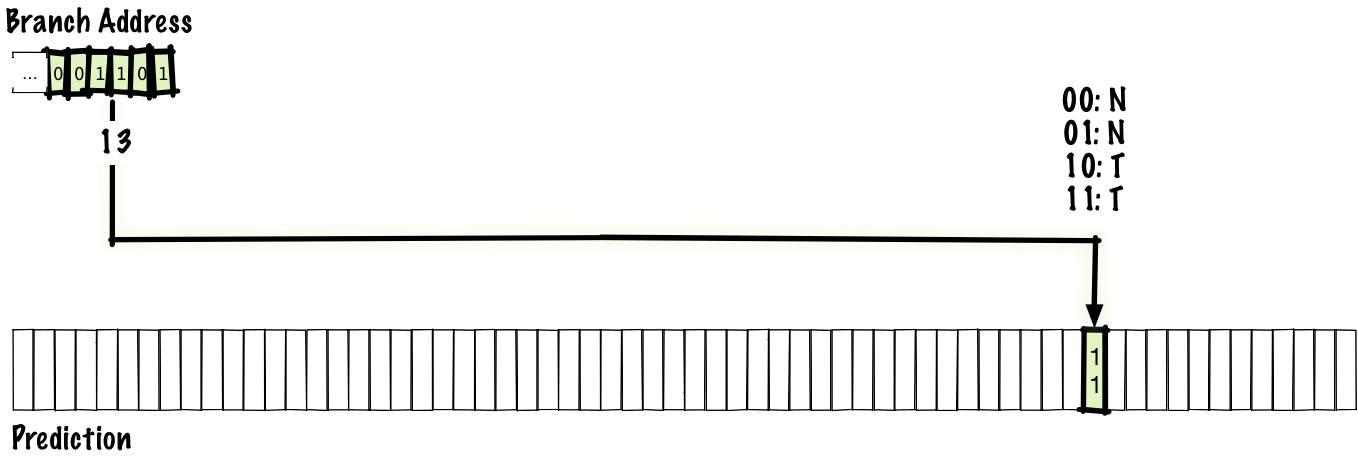 Branch Address
... 0 0 1 1 0 1
13
00: N
01: N
10: T
11: T
1
1
Prediction